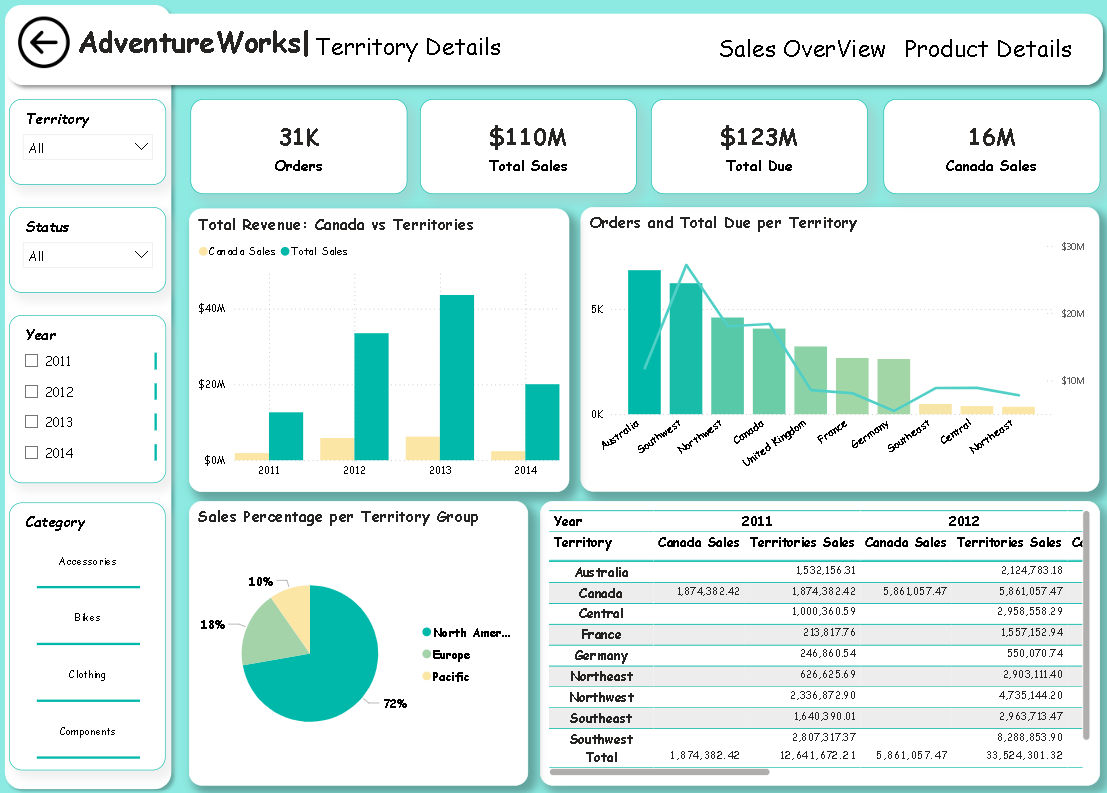 AdventureWorks| Territory Details
Sales OverView Product Details
Territory
All
Status
All
Year
2011
2012
2013
2014
Category
Accessories
Bikes
Clothing
Components
31K
Orders
$110M
Total Sales
$123M
Total Due
16M
Canada Sales
Total Revenue: Canada vs Territories
Canada Sales Total Sales
$40M
$20M
$0M
2011 2012 2013 2014
Orders and Total Due per Territory
$30M
$20M
$10M
5K
0K
Australia Southwest Northwest Canada United Kingdom France Germany Southeast Central Northeast
Sales Percentage per Territory Group
10%
18%
72%
North Amer...
Europe
Pacific
Year 2011 2012
Territory Canada Sales Territories Sales Canada Sales Territories Sales
Australia 1,532,156.31 2,124,783.18
Canada 1,874,382.42 1,874,382.42 5,861,057.47 5,861,057.47
Central 1,000,360.59 2,958,558.29
France 213,817.76 1,557,152.94
Germany 246,860.54 550,070.74
Northeast 626,625.69 2,903,111.40
Northwest 2,336,872.90 4,735,144.20
Southeast 1,640,390.01 2,963,713.47
Southwest 2,807,317.37 8,288,853.90
Total 1,874,382.42 12,641,672.21 5,861,057.47 33,524,301.32